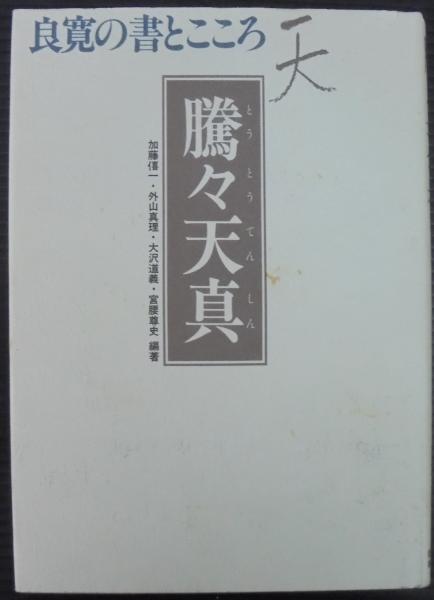 良寛の書とこころ
天
騰々天真
とうとうてんしん
加藤僖一・外山真理・大沢道義・宮腰尊史 編著